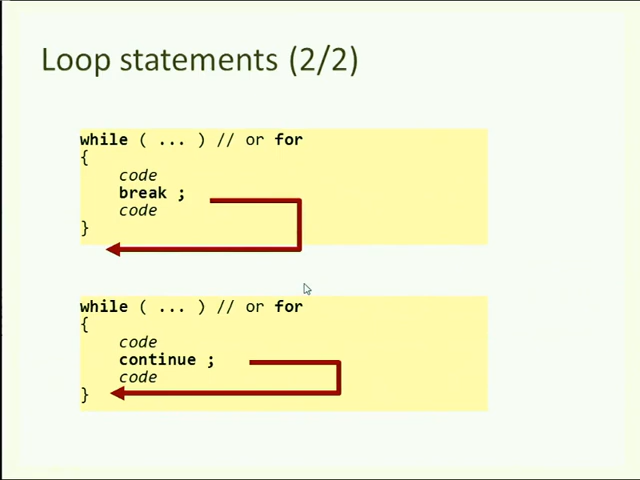 Loop statements (2/2)
while ( ... ) // or for
{
code
break ;
code
}
while ( ... ) // or for
{
code
continue ;
code
}